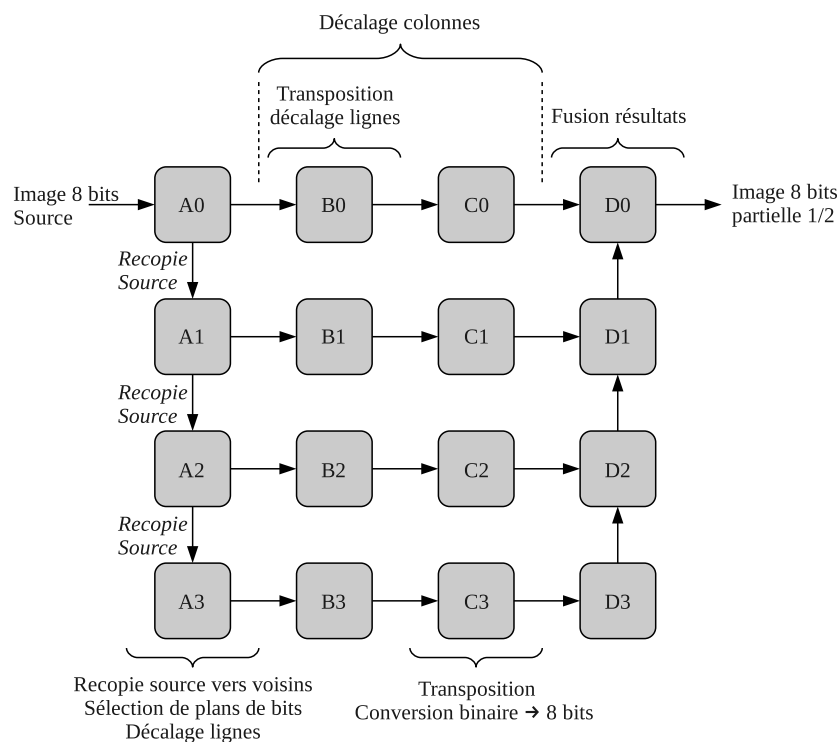 Décalage colonnes
Transposition
décalage lignes
Fusion résultats
Image 8 bits
Source
A0
B0
C0
D0
Image 8 bits
partielle 1/2
Recopie
Source
A1
B1
C1
D1
Recopie
Source
A2
B2
C2
D2
Recopie
Source
A3
B3
C3
D3
Recopie source vers voisins
Sélection de plans de bits
Décalage lignes
Transposition
Conversion binaire → 8 bits